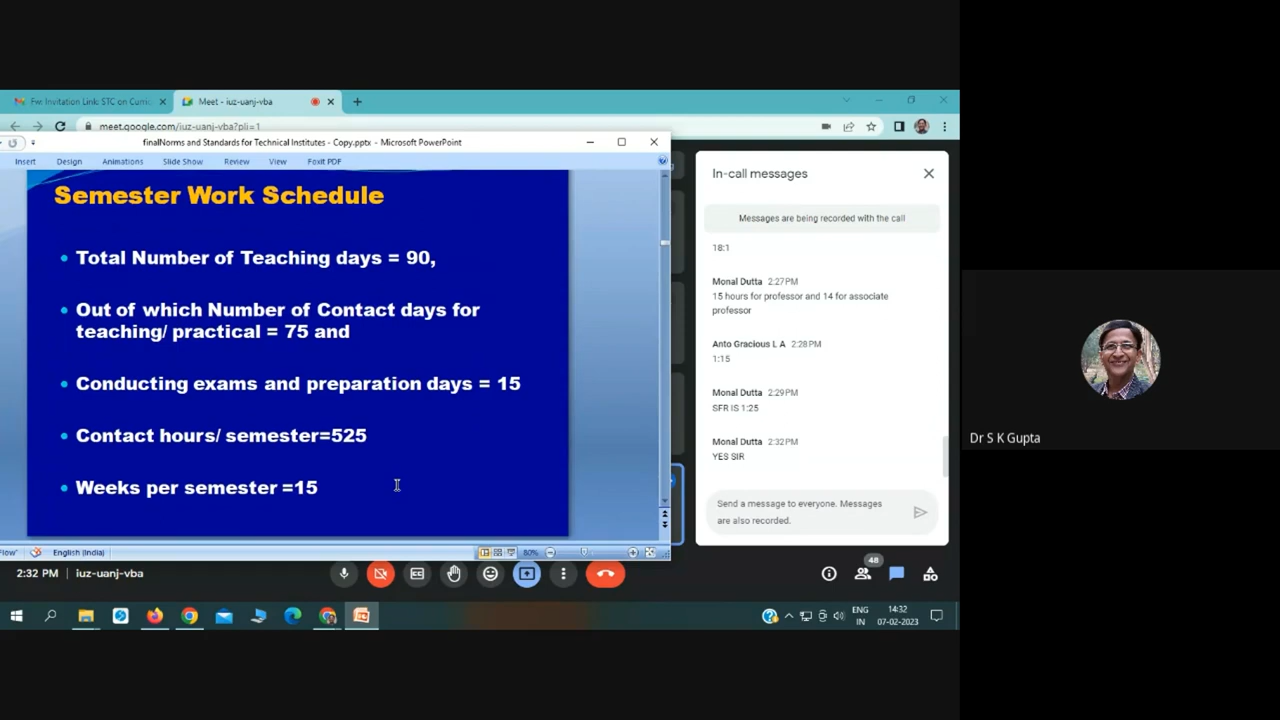 Fw: Invitation Link: STC on Curric
Meet - iuz-uanj-vba
meet.google.com/iuz-uanj-vba?pli=1
finalNorms and Standards for Technical Institutes - Copy.pptx - Microsoft PowerPoint
Insert Design Animations Slide Show Review View Foxit PDF
Semester Work Schedule
• Total Number of Teaching days = 90,
• Out of which Number of Contact days for
teaching/ practical = 75 and
• Conducting exams and preparation days = 15
• Contact hours/ semester=525
• Weeks per semester =15
English (India)
80%
In-call messages
Messages are being recorded with the call
18:1
Monal Dutta 2:27 PM
15 hours for professor and 14 for associate
professor
Anto Gracious L A 2:28 PM
1:15
Monal Dutta 2:29 PM
SFR IS 1:25
Monal Dutta 2:32 PM
YES SIR
Send a message to everyone. Messages
are also recorded.
2:32 PM | iuz-uanj-vba
48
ENG
IN
14:32
07-02-2023
Dr S K Gupta